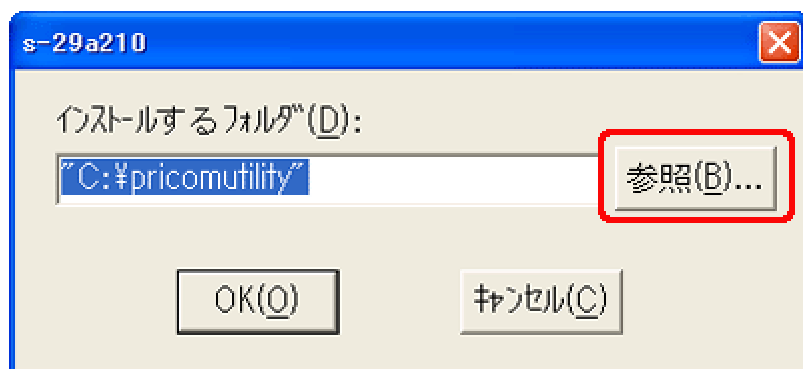 s-29a210
ｲﾝｽﾄｰﾙするﾌｫﾙﾀﾞ(D):
"C:¥pricomutility"
参照(B)...
OK(O)
ｷｬﾝｾﾙ(C)